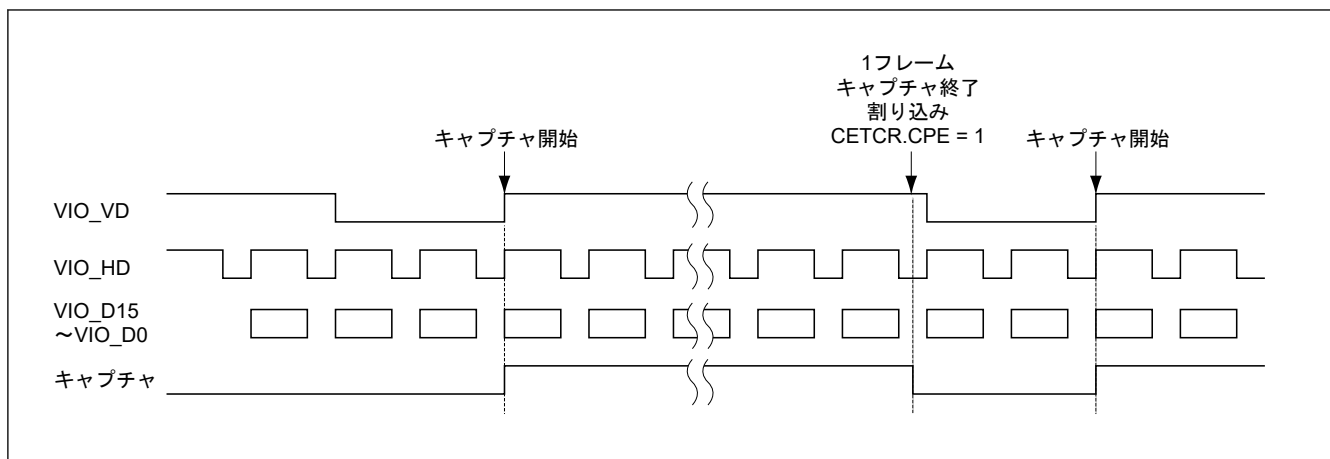 1フレーム
キャプチャ終了
割り込み
CETCR.CPE = 1
キャプチャ開始
キャプチャ開始
VIO_VD
VIO_HD
VIO_D15
～VIO_D0
キャプチャ